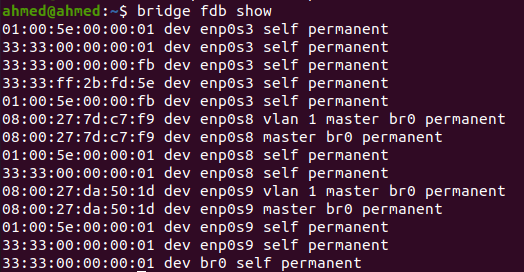 ahmed@ahmed:~$ bridge fdb show
01:00:5e:00:00:01 dev enp0s3 self permanent
33:33:00:00:00:01 dev enp0s3 self permanent
33:33:00:00:00:fb dev enp0s3 self permanent
33:33:ff:2b:fd:5e dev enp0s3 self permanent
01:00:5e:00:00:fb dev enp0s3 self permanent
08:00:27:7d:c7:f9 dev enp0s8 vlan 1 master br0 permanent
08:00:27:7d:c7:f9 dev enp0s8 master br0 permanent
01:00:5e:00:00:01 dev enp0s8 self permanent
33:33:00:00:00:01 dev enp0s8 self permanent
08:00:27:da:50:1d dev enp0s9 vlan 1 master br0 permanent
08:00:27:da:50:1d dev enp0s9 master br0 permanent
01:00:5e:00:00:01 dev enp0s9 self permanent
33:33:00:00:00:01 dev enp0s9 self permanent
33:33:00:00:00:01 dev br0 self permanent